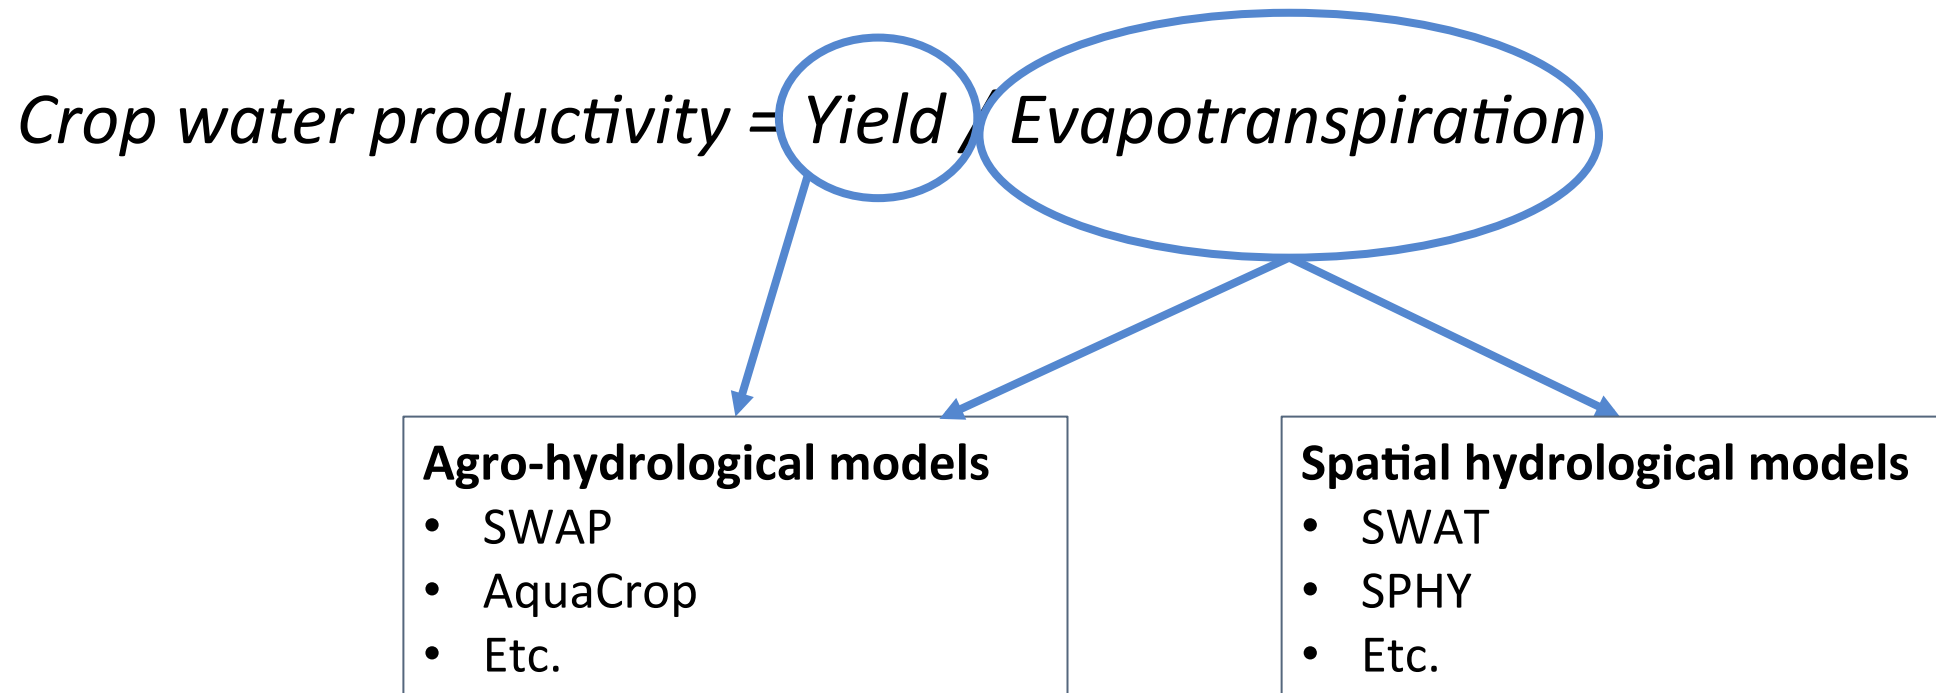 Crop water productivity = Yield / Evapotranspiration
Agro-hydrological models
• SWAP
• AquaCrop
• Etc.
Spatial hydrological models
• SWAT
• SPHY
• Etc.